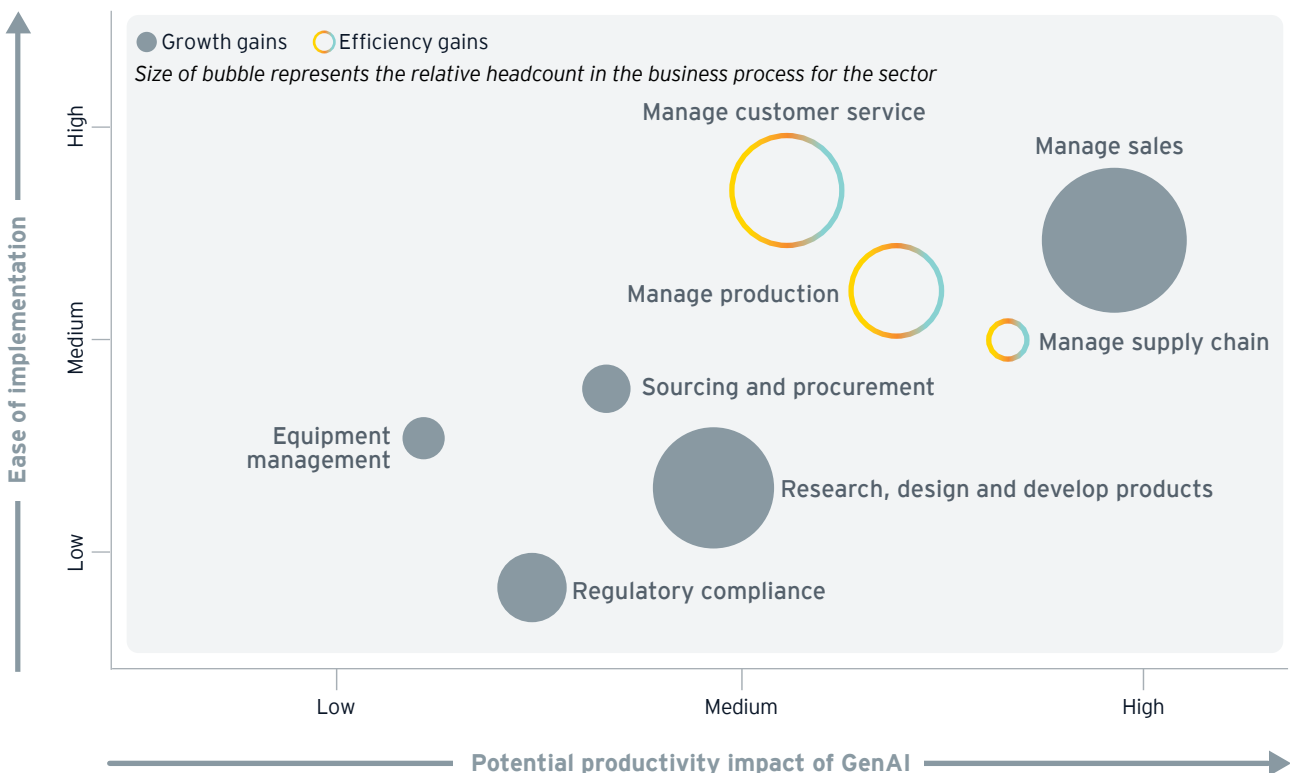 Growth gains
Efficiency gains
Size of bubble represents the relative headcount in the business process for the sector
Ease of implementation
High
Medium
Low
Manage customer service
Manage sales
Manage production
Manage supply chain
Sourcing and procurement
Equipment
management
Research, design and develop products
Regulatory compliance
Low
Medium
High
Potential productivity impact of GenAI